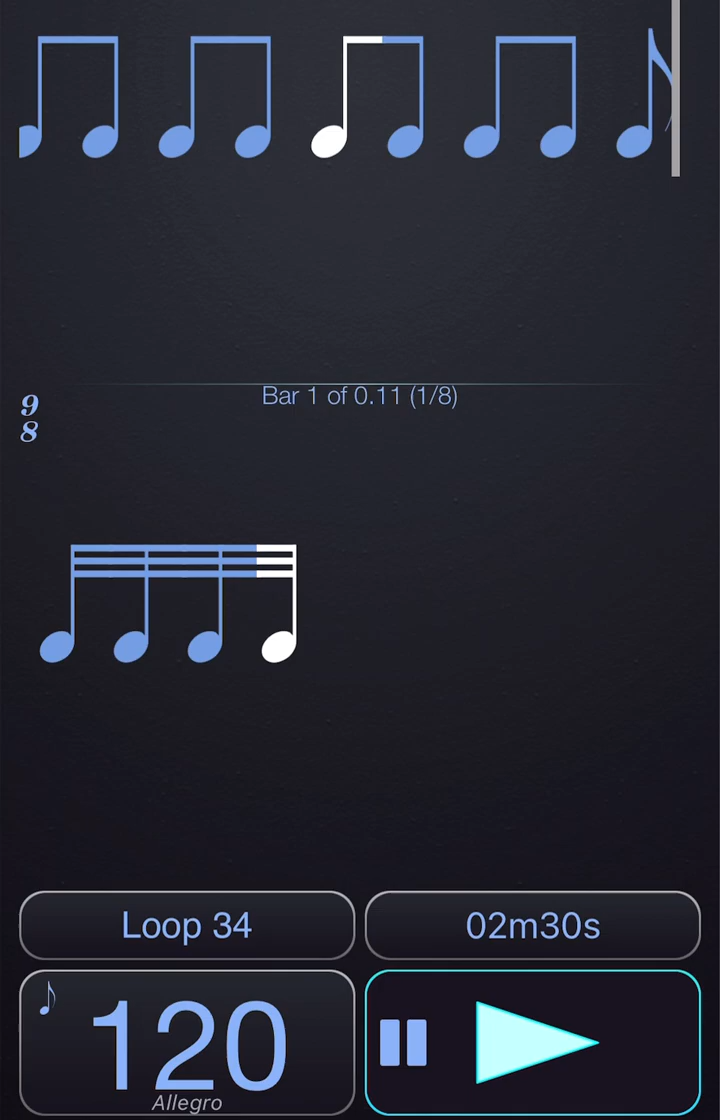 Bar 1 of 0.11 (1/8)
9
8
Loop 34
02m30s
120
Allegro